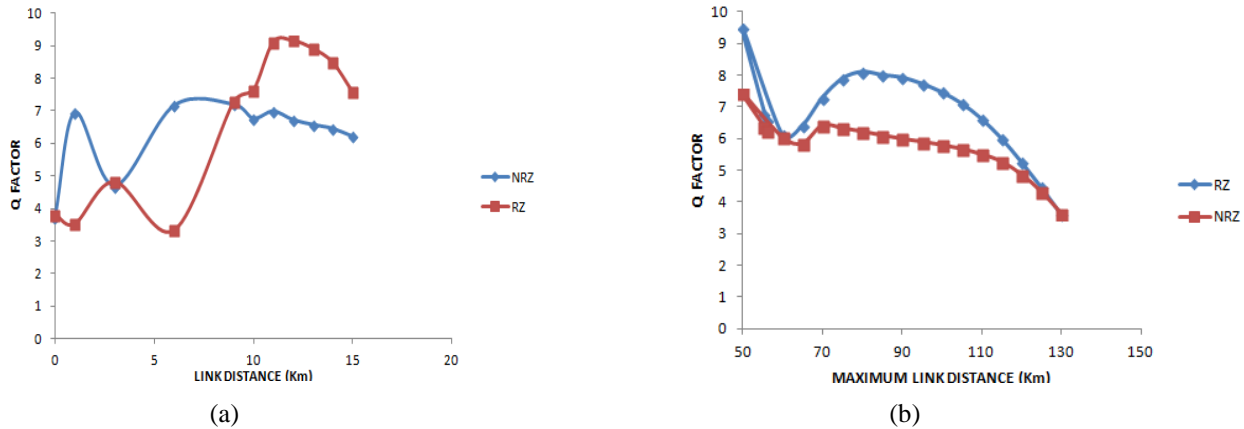 10
9
8
7
6
5
4
3
2
1
0
Q FACTOR
0 5 10 15 20
LINK DISTANCE (Km)
NRZ
RZ
(a)
10
9
8
7
6
5
4
3
2
1
0
Q FACTOR
50 70 90 110 130 150
MAXIMUM LINK DISTANCE (Km)
RZ
NRZ
(b)